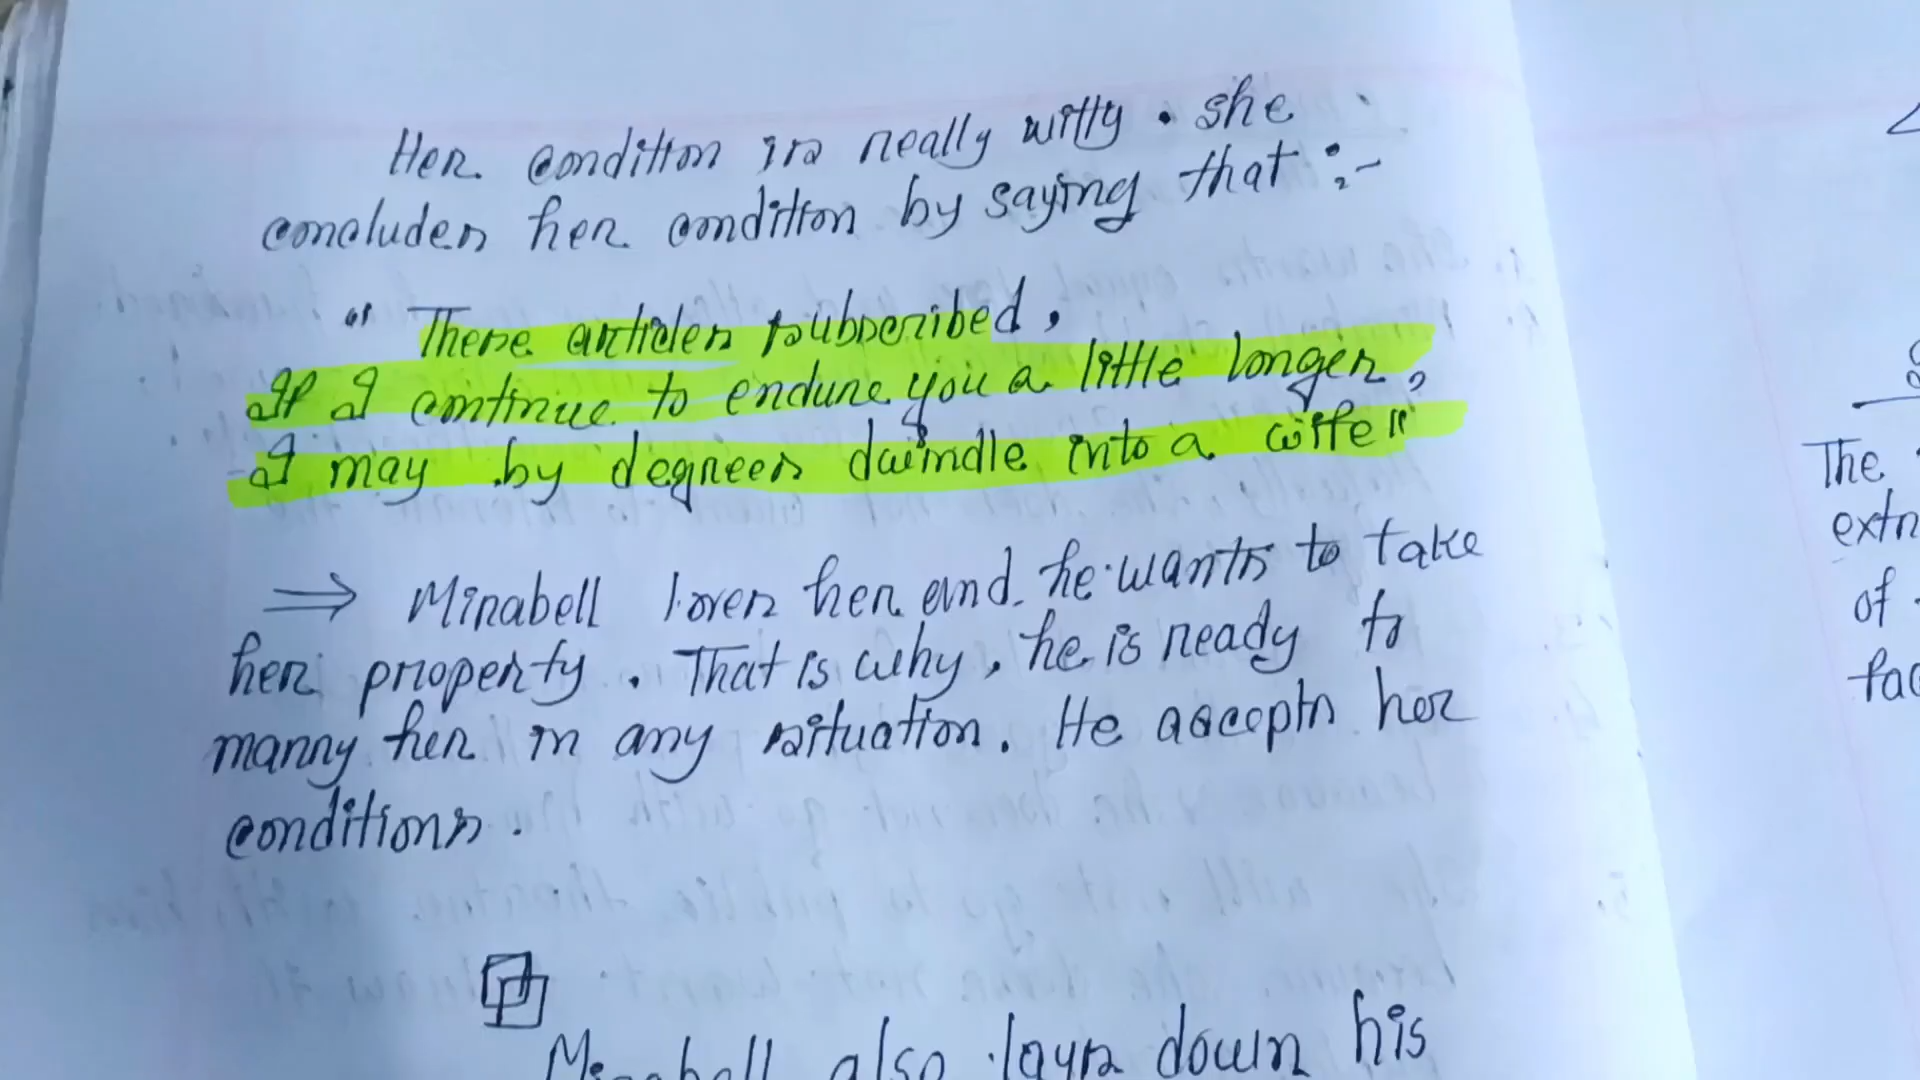 Her condition is really witty. she
concludes her condition by saying that :-
" These articles subscribed,
If I continue to endure you a little longer,
I may by degrees dwindle into a wife"
⇒ Mirabell loves her and he wants to take
her property. That is why, he is ready to
marry her in any situation. He accepts her
conditions.
Mirabell also lays down his
The
of